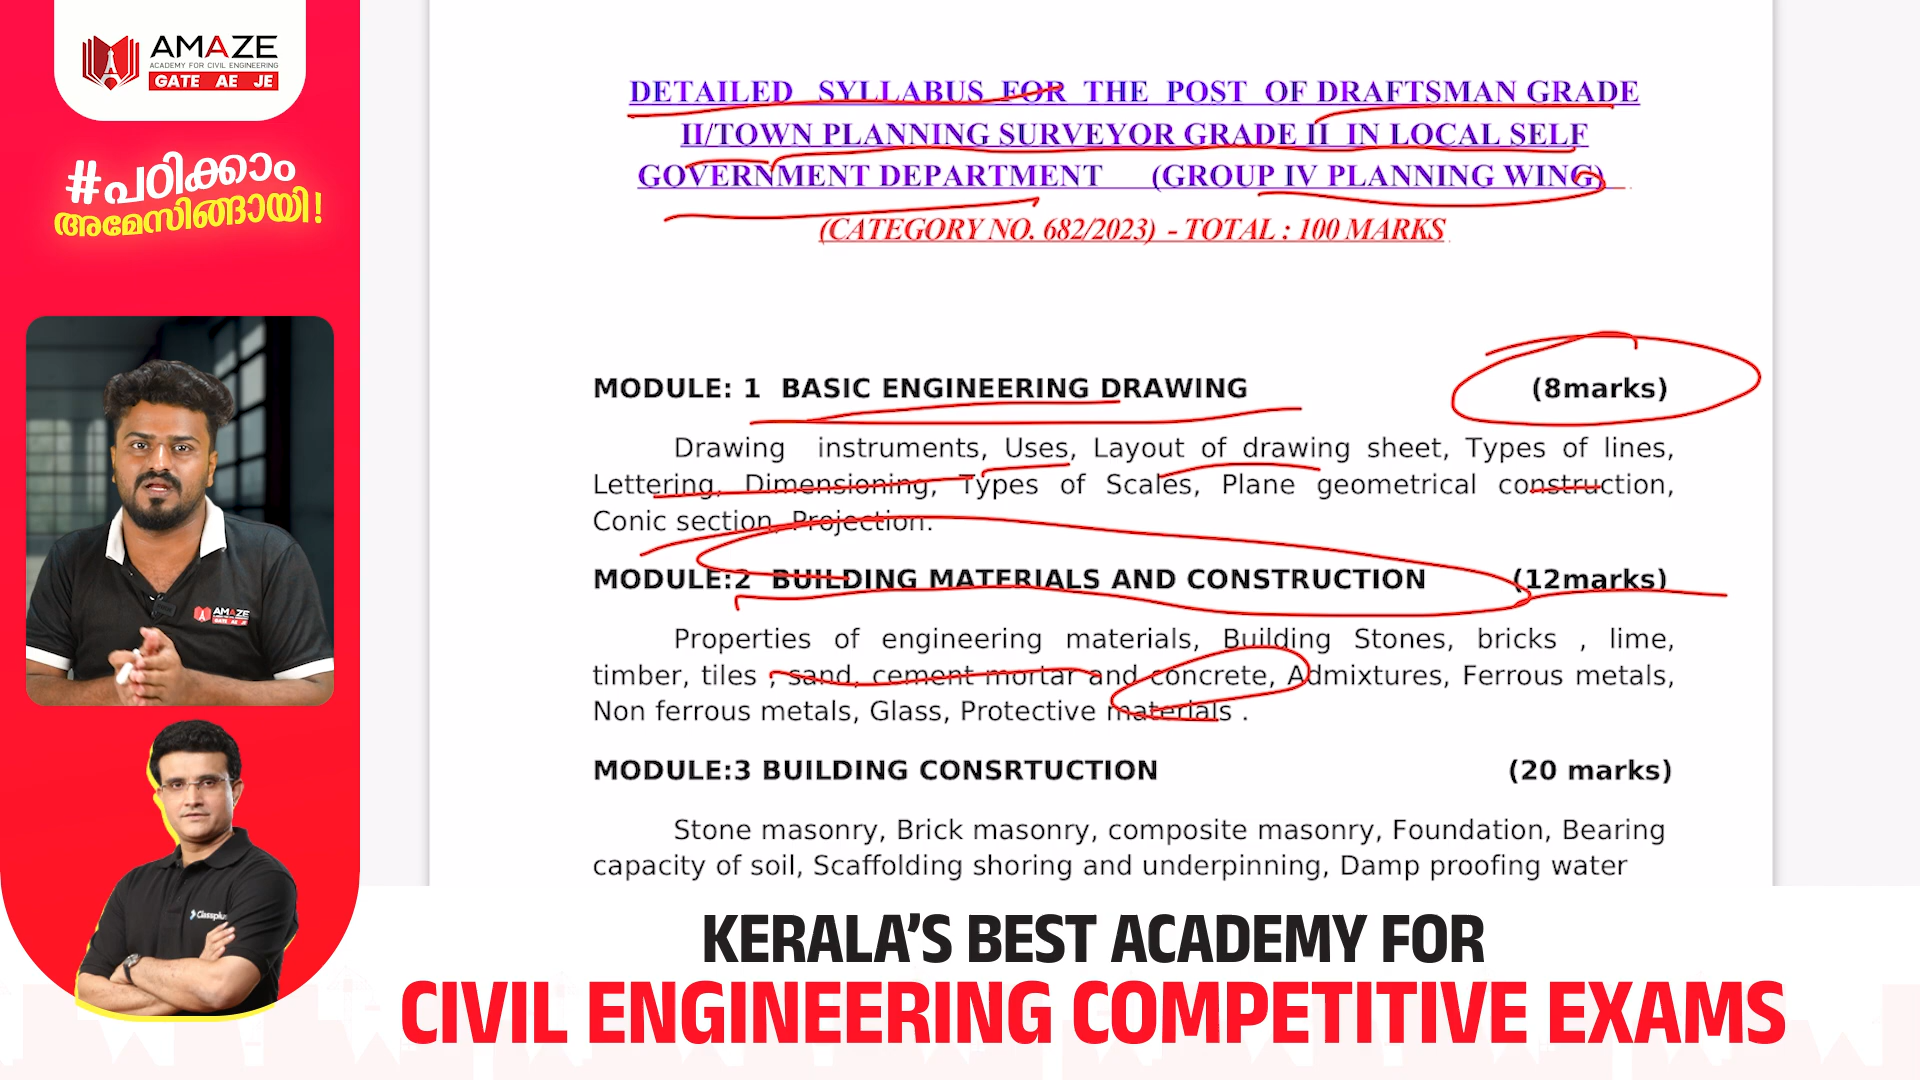 AMAZE
ACADEMY FOR CIVIL ENGINEERING
GATE AE JE
#പഠിക്കാം
അമേസിങ്ങായി!
DETAILED SYLLABUS FOR THE POST OF DRAFTSMAN GRADE
II/TOWN PLANNING SURVEYOR GRADE II IN LOCAL SELF
GOVERNMENT DEPARTMENT (GROUP IV PLANNING WING)
(CATEGORY NO. 682/2023) - TOTAL : 100 MARKS
MODULE: 1 BASIC ENGINEERING DRAWING (8marks)
Drawing instruments, Uses, Layout of drawing sheet, Types of lines,
Lettering, Dimensioning, Types of Scales, Plane geometrical construction,
Conic section, Projection.
MODULE:2 BUILDING MATERIALS AND CONSTRUCTION (12marks)
Properties of engineering materials, Building Stones, bricks , lime,
timber, tiles , sand, cement mortar and concrete, Admixtures, Ferrous metals,
Non ferrous metals, Glass, Protective materials .
MODULE:3 BUILDING CONSRTUCTION (20 marks)
Stone masonry, Brick masonry, composite masonry, Foundation, Bearing
capacity of soil, Scaffolding shoring and underpinning, Damp proofing water
AMAZE
GATE AE JE
Classplus
KERALA'S BEST ACADEMY FOR
CIVIL ENGINEERING COMPETITIVE EXAMS